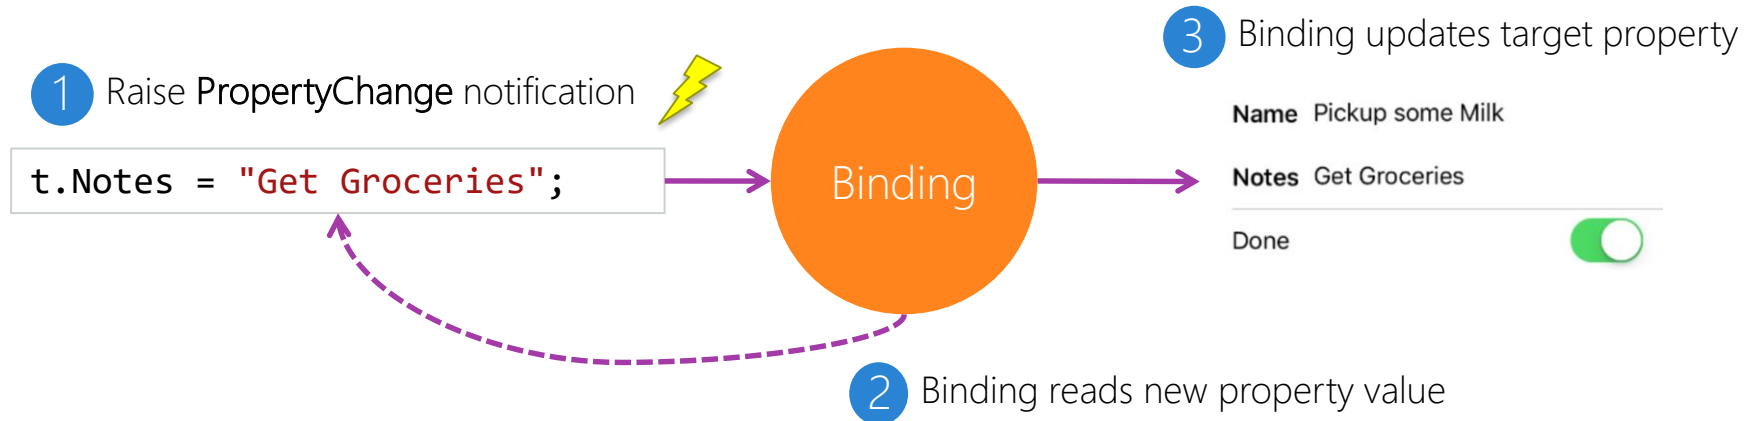 1 Raise PropertyChange notification
t.Notes = "Get Groceries";
Binding
2 Binding reads new property value
3 Binding updates target property
Name Pickup some Milk
Notes Get Groceries
Done